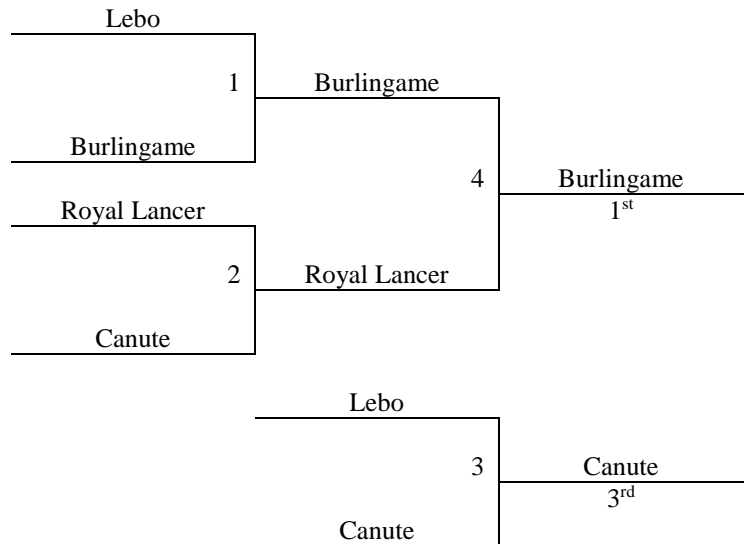 Lebo
1
Burlingame
Burlingame
4
Burlingame
1st
Royal Lancer
2
Royal Lancer
Canute
Lebo
3
Canute
3rd
Canute